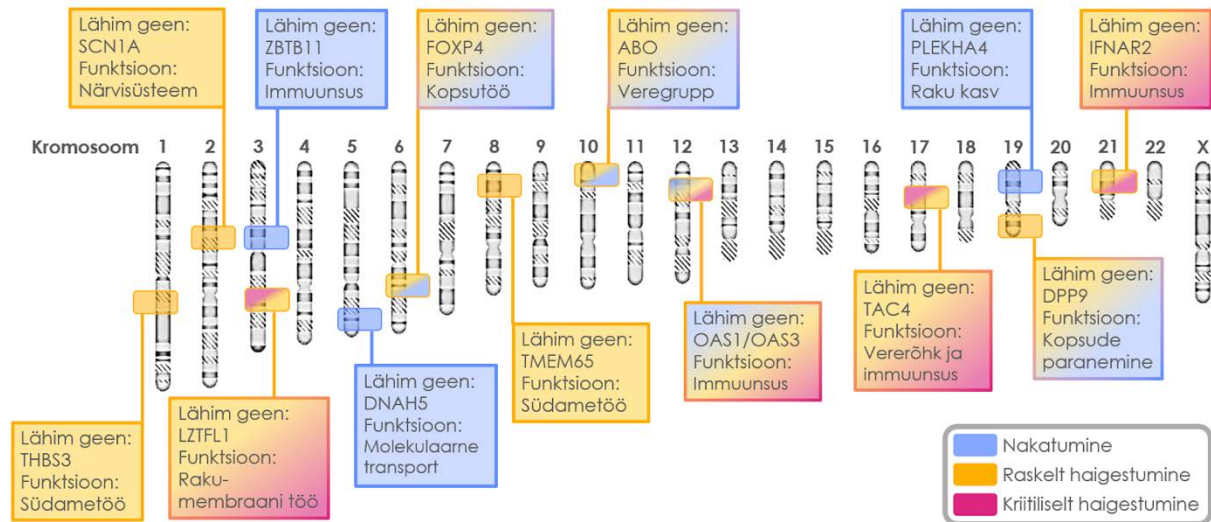 Lähim geen:
SCN1A
Funktsioon:
Närvisüsteem
Lähim geen:
ZBTB11
Funktsioon:
Immuunsus
Lähim geen:
FOXP4
Funktsioon:
Kopsutöö
Lähim geen:
ABO
Funktsioon:
Veregrupp
Lähim geen:
PLEKHA4
Funktsioon:
Raku kasv
Lähim geen:
IFNAR2
Funktsioon:
Immuunsus
Kromosoom 1 2 3 4 5 6 7 8 9 10 11 12 13 14 15 16 17 18 19 20 21 22 X
Lähim geen:
THBS3
Funktsioon:
Südametöö
Lähim geen:
LZTFL1
Funktsioon:
Raku-
membraani töö
Lähim geen:
DNAH5
Funktsioon:
Molekulaarne
transport
Lähim geen:
TMEM65
Funktsioon:
Südametöö
Lähim geen:
OAS1/OAS3
Funktsioon:
Immuunsus
Lähim geen:
TAC4
Funktsioon:
Vererõhk ja
immuunsus
Lähim geen:
DPP9
Funktsioon:
Kopsude
paranemine
Nakatumine
Raskelt haigestumine
Kriitiliselt haigestumine